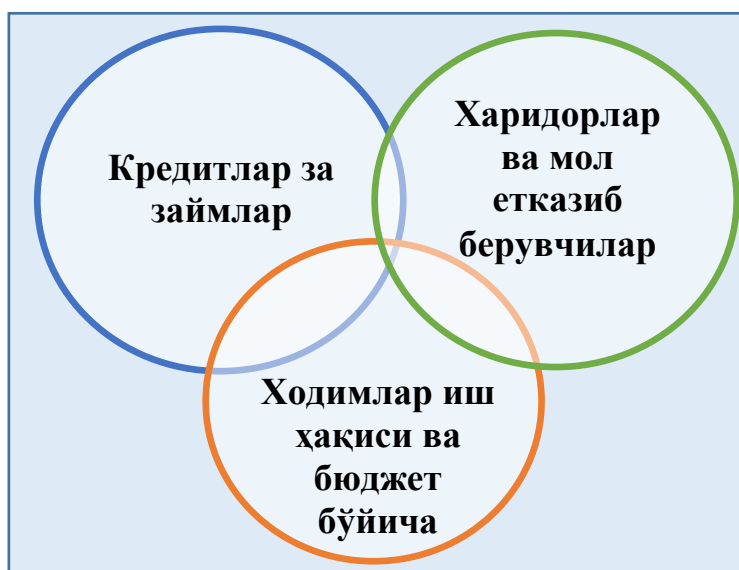 Кредитлар за
займлар
Харидорлар
ва мол
етказиб
берувчилар
Ходимлар иш
ҳақиси ва
бюджет
бўйича